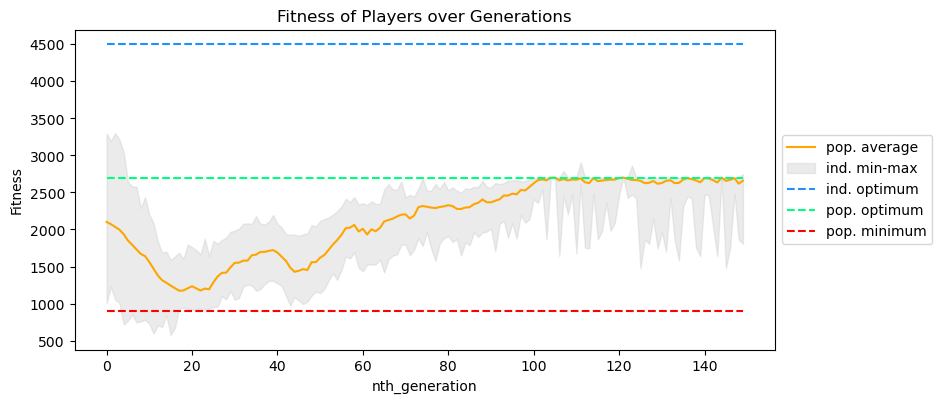 Fitness of Players over Generations
Fitness
4500
4000
3500
3000
2500
2000
1500
1000
500
0
20
40
60
80
100
120
140
nth_generation
pop. average
ind. min-max
ind. optimum
pop. optimum
pop. minimum